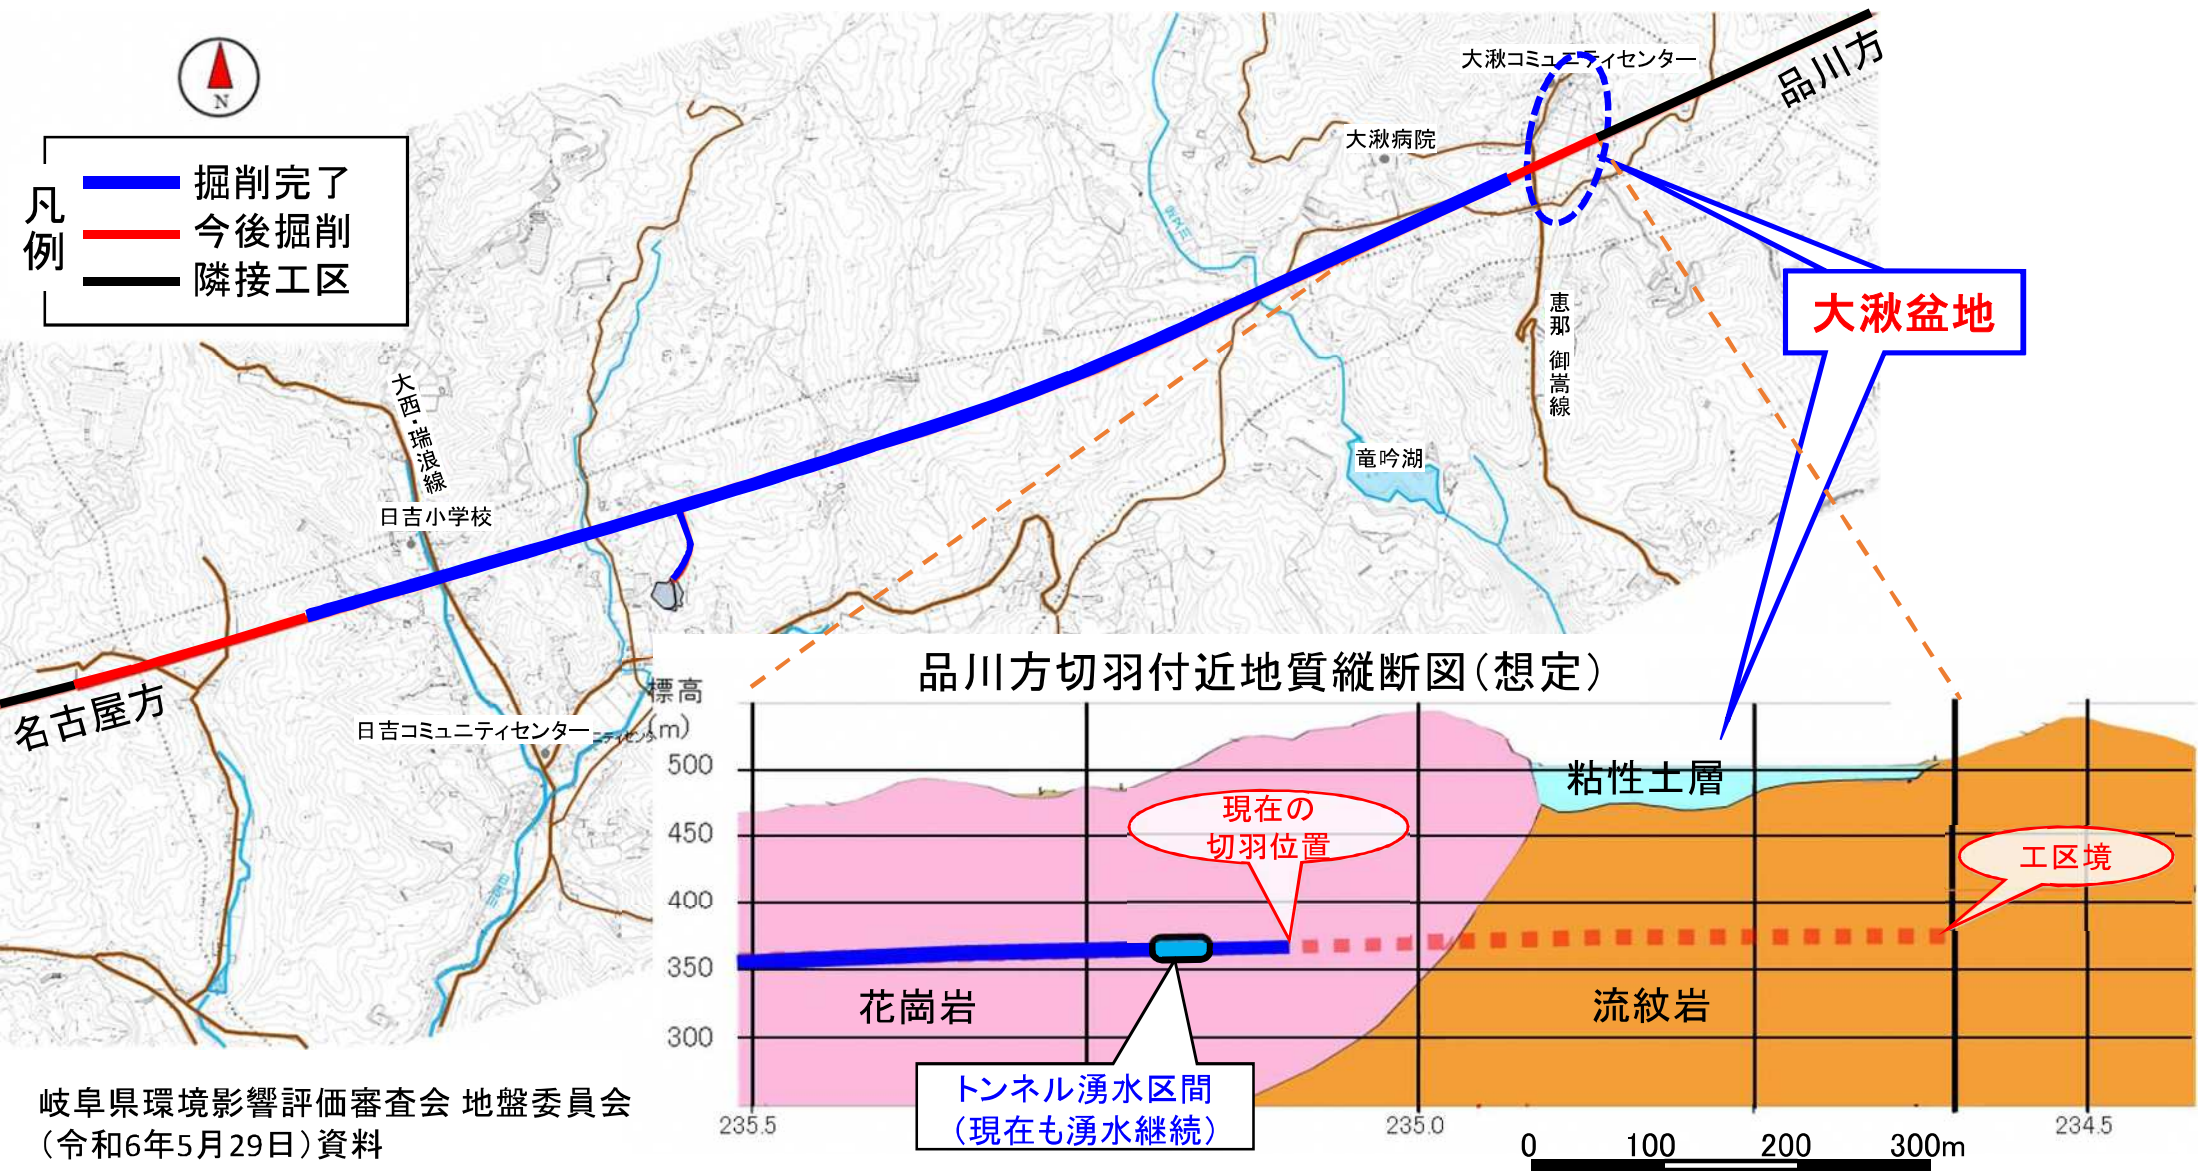 N
凡例
掘削完了
今後掘削
隣接工区
大湫コミュニティセンター
品川方
大湫病院
大湫盆地
恵那 御嵩線
竜吟湖
大西・瑞浪線
日吉小学校
名古屋方
日吉コミュニティセンター
品川方切羽付近地質縦断図(想定)
標高
(m)
500
450
400
350
300
粘性土層
現在の
切羽位置
工区境
花崗岩
流紋岩
トンネル湧水区間
(現在も湧水継続)
235.5
235.0
234.5
0 100 200 300m
岐阜県環境影響評価審査会 地盤委員会
(令和6年5月29日)資料